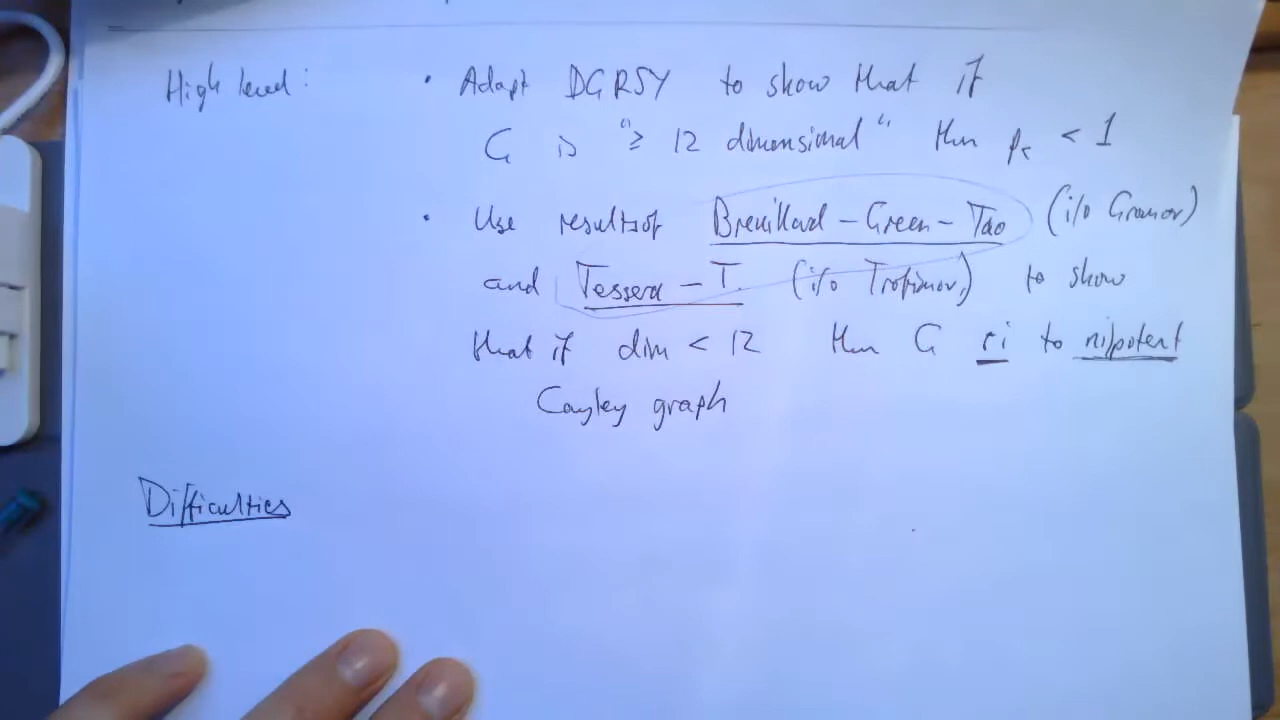 High level: • Adapt DGRSY to show that if
G is "≥ 12 dimensional" then pc < 1
• Use results of Breuillard – Green – Tao (i/o Gromov)
and Tessera – T. (i/o Trofimov) to show
that if dim < 12 then G ri to nilpotent
Cayley graph
Difficulties